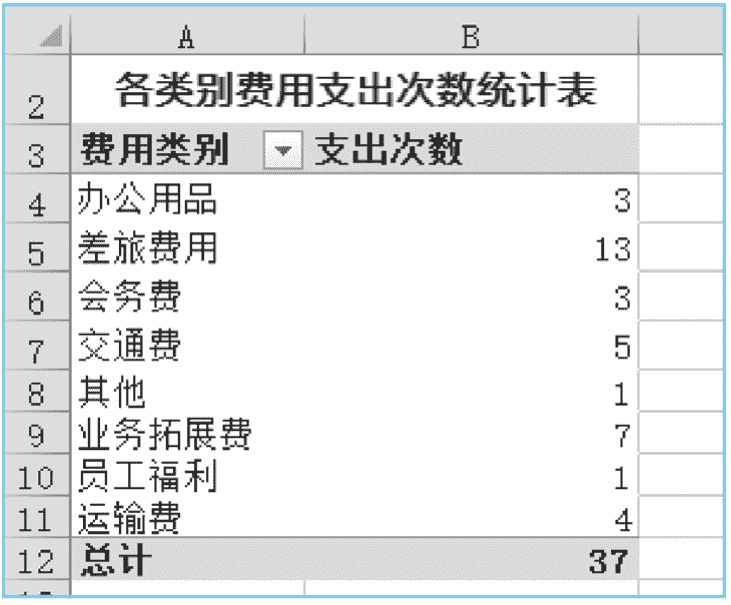 A B
2 各类别费用支出次数统计表
3 费用类别 支出次数
4 办公用品 3
5 差旅费用 13
6 会务费 3
7 交通费 5
8 其他 1
9 业务拓展费 7
10 员工福利 1
11 运输费 4
12 总计 37